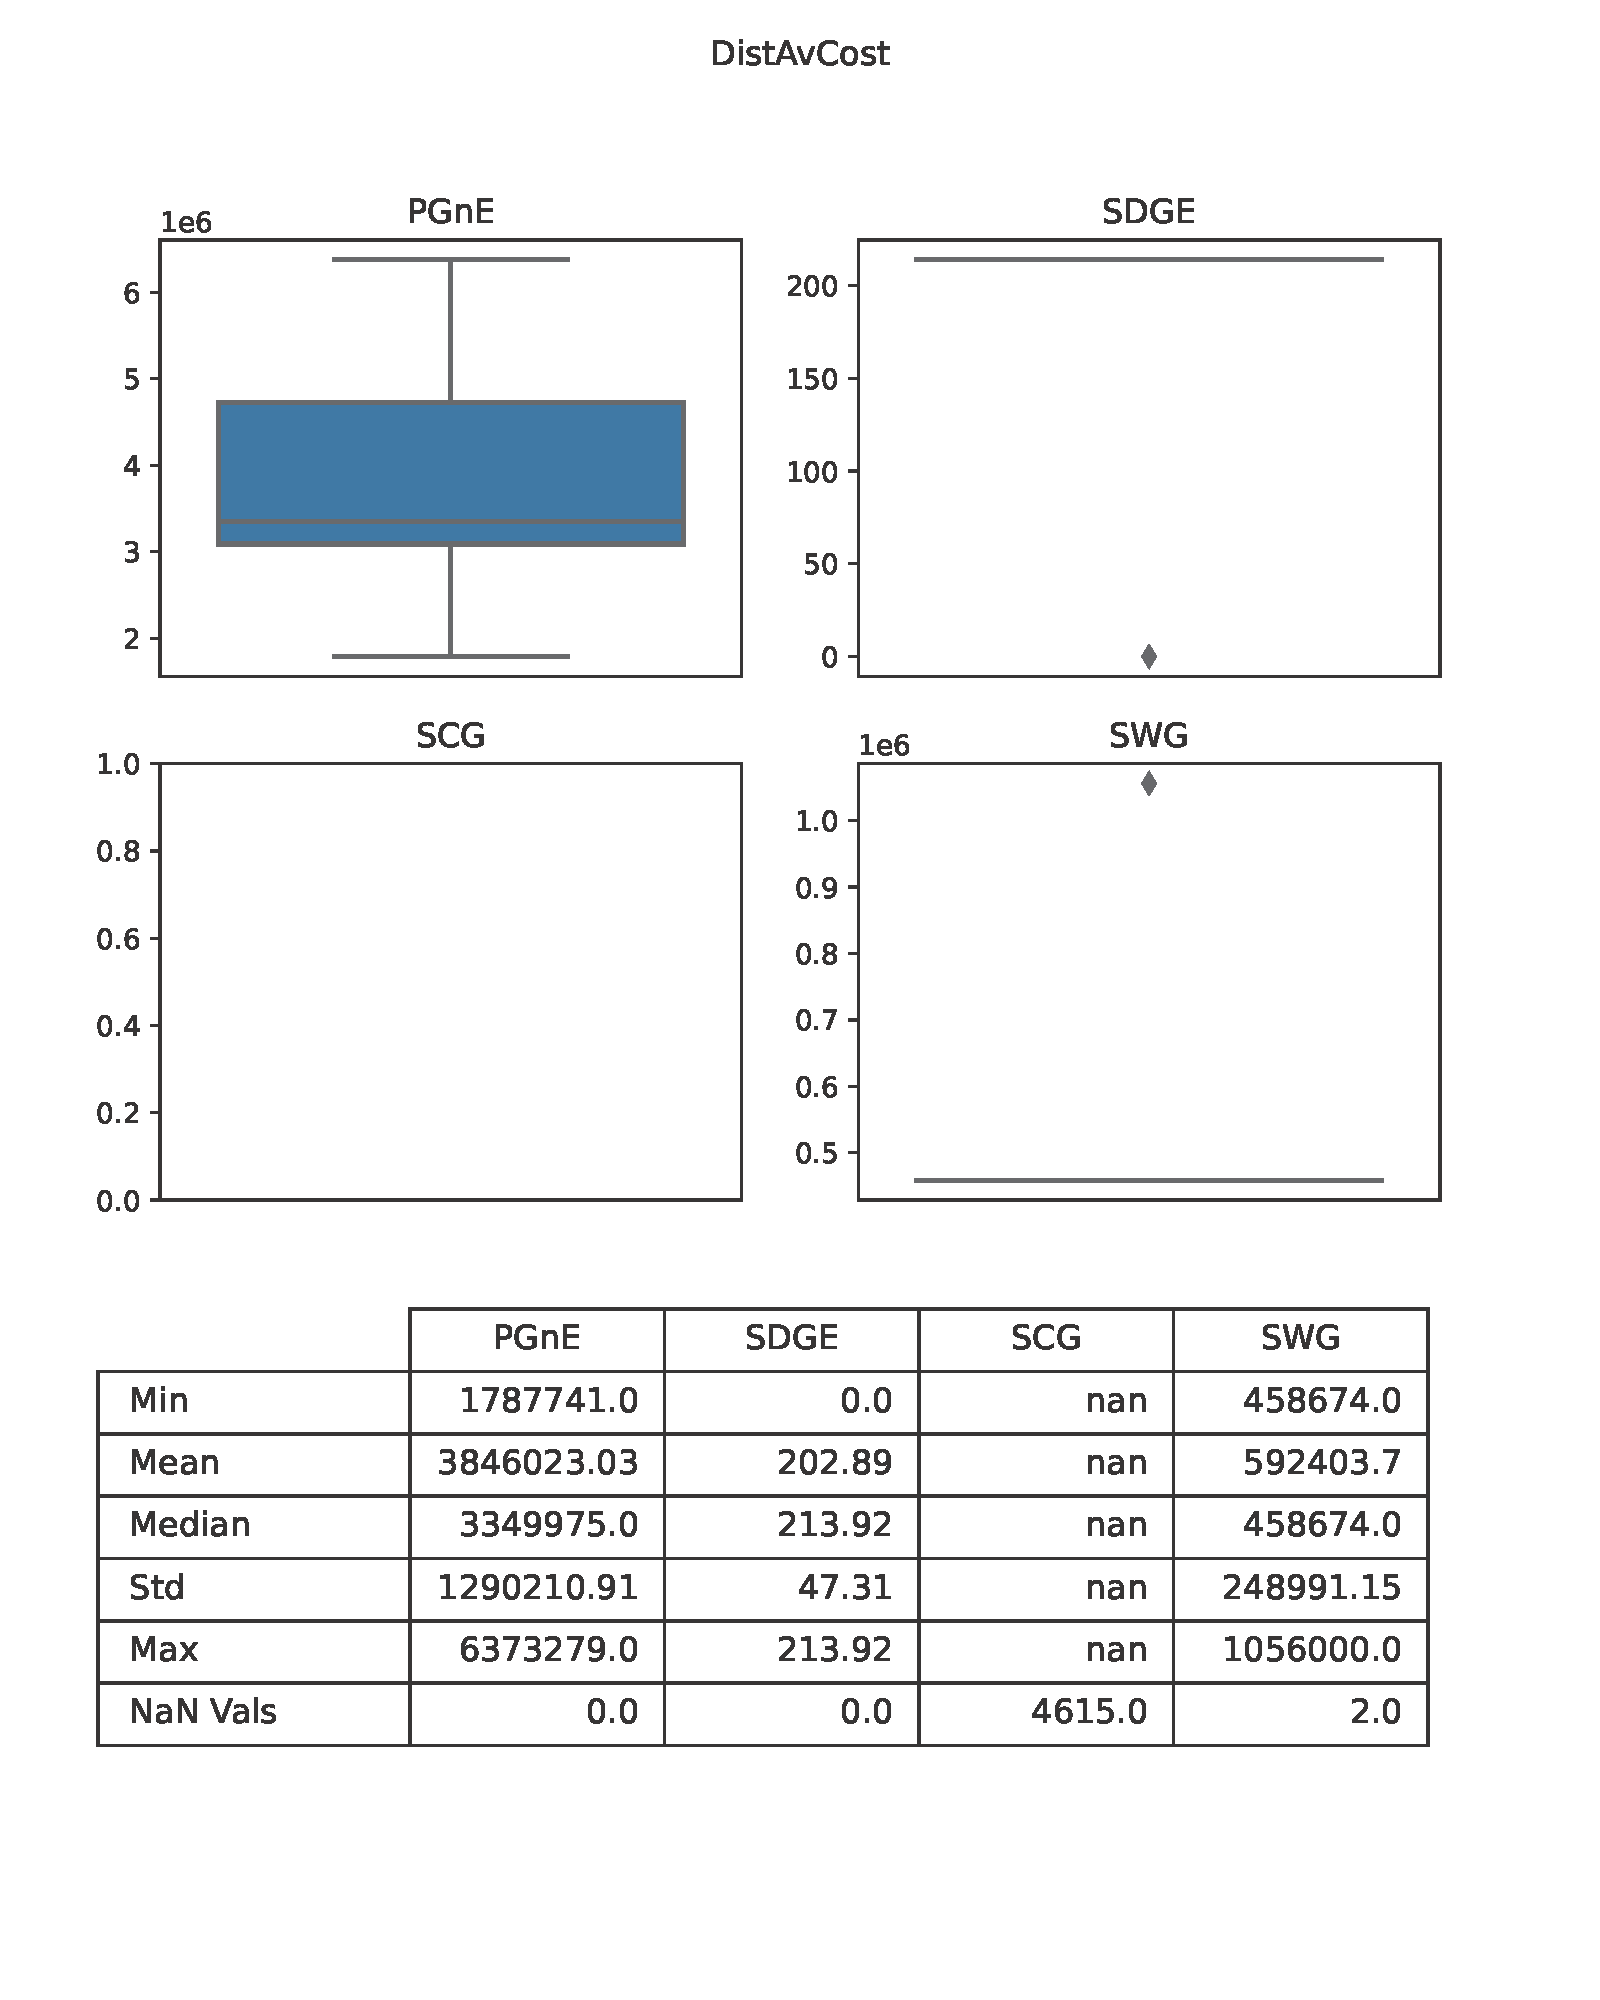 DistAvCost
PGnE
1e6
6
5
4
3
2
SDGE
200
150
100
50
0
SCG
1.0
0.8
0.6
0.4
0.2
0.0
SWG
1e6
1.0
0.9
0.8
0.7
0.6
0.5
PGnE SDGE SCG SWG
Min 1787741.0 0.0 nan 458674.0
Mean 3846023.03 202.89 nan 592403.7
Median 3349975.0 213.92 nan 458674.0
Std 1290210.91 47.31 nan 248991.15
Max 6373279.0 213.92 nan 1056000.0
NaN Vals 0.0 0.0 4615.0 2.0